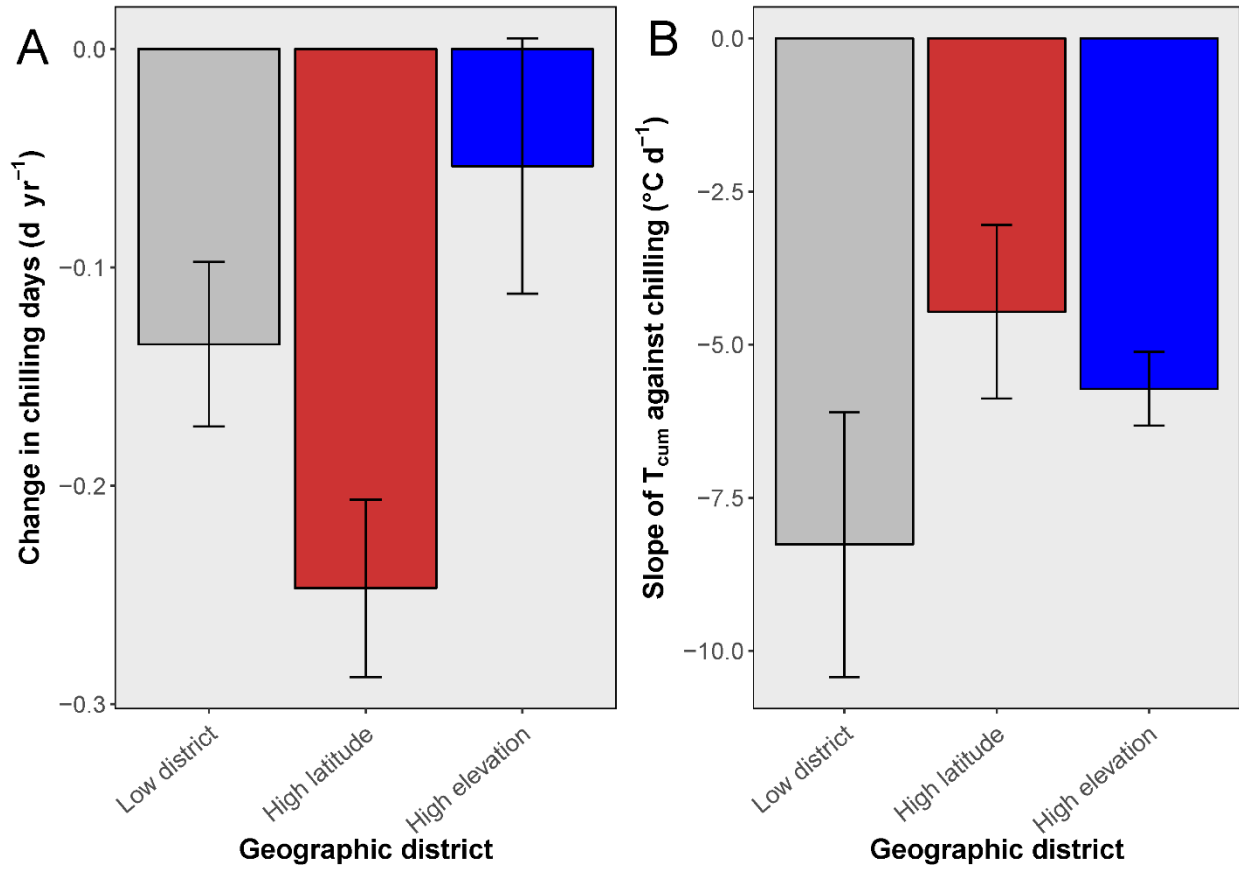 A
Change in chilling days (d yr⁻¹)
0.0
−0.1
−0.2
−0.3
Low district
High latitude
High elevation
Geographic district
B
Slope of Tcum against chilling (°C d⁻¹)
0.0
−2.5
−5.0
−7.5
−10.0
Low district
High latitude
High elevation
Geographic district